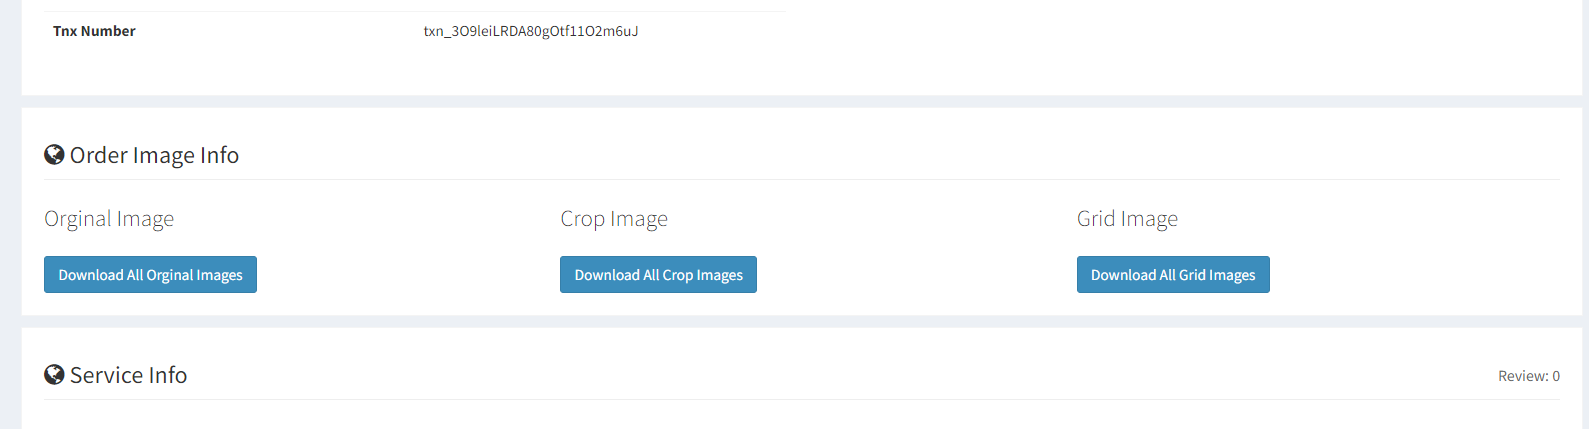 Tnx Number txn_3O9leiLRDA80gOtf11O2m6uJ
Order Image Info
Orginal Image Crop Image Grid Image
Download All Orginal Images Download All Crop Images Download All Grid Images
Service Info Review: 0